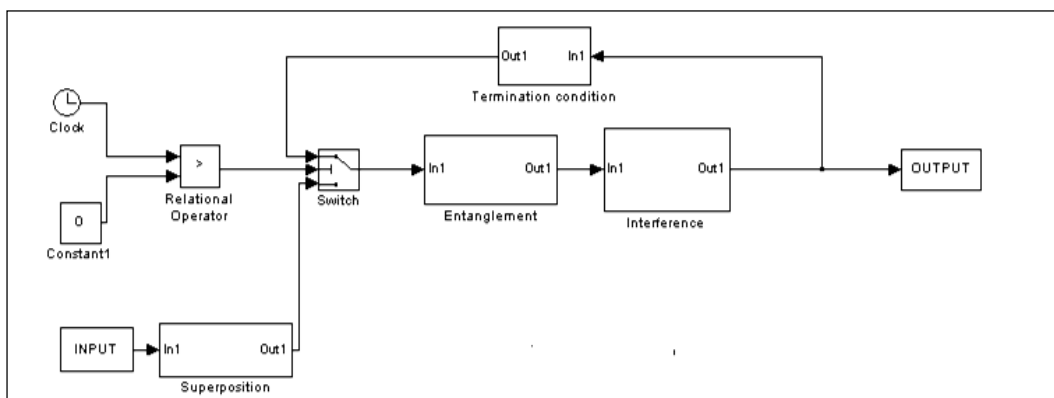 Out1 In1
Termination condition
Clock
>
Relational
Operator
0
Constant1
Switch
In1 Out1
Entanglement
In1 Out1
Interference
OUTPUT
INPUT
In1 Out1
Superposition